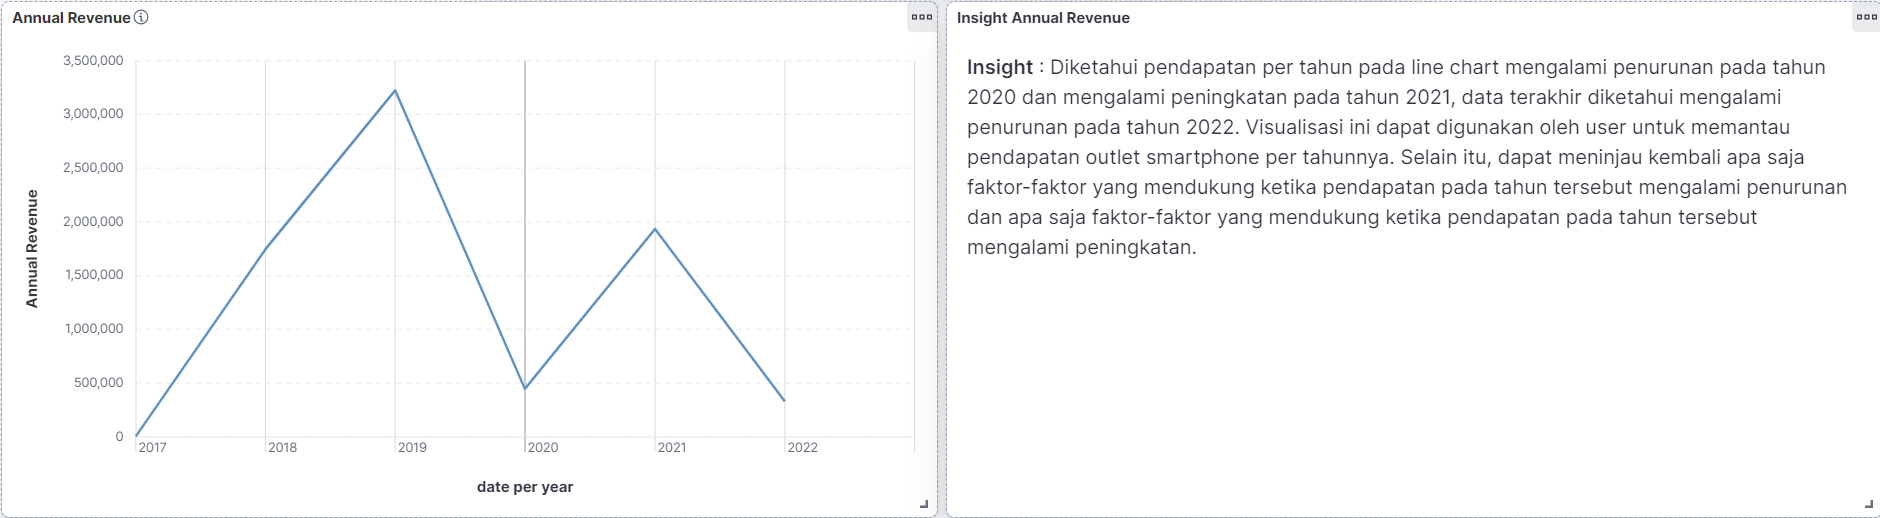 Annual Revenue
Insight Annual Revenue
3,500,000
3,000,000
2,500,000
2,000,000
1,500,000
1,000,000
500,000
0
Annual Revenue
2017
2018
2019
2020
2021
2022
date per year
Insight : Diketahui pendapatan per tahun pada line chart mengalami penurunan pada tahun
2020 dan mengalami peningkatan pada tahun 2021, data terakhir diketahui mengalami
penurunan pada tahun 2022. Visualisasi ini dapat digunakan oleh user untuk memantau
pendapatan outlet smartphone per tahunnya. Selain itu, dapat meninjau kembali apa saja
faktor-faktor yang mendukung ketika pendapatan pada tahun tersebut mengalami penurunan
dan apa saja faktor-faktor yang mendukung ketika pendapatan pada tahun tersebut
mengalami peningkatan.